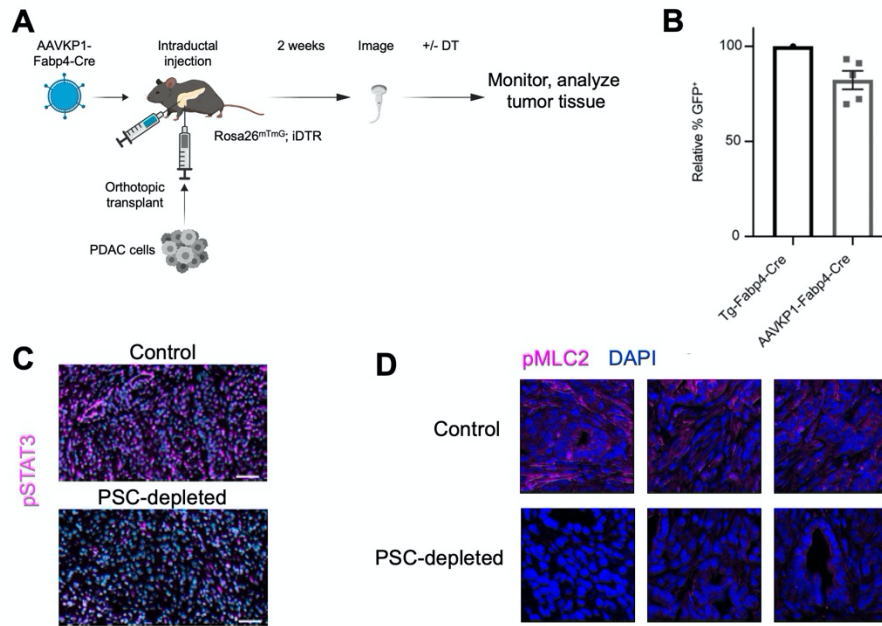 A
AAVKP1-
Fabp4-Cre
Intraductal
injection
2 weeks
Image
+/- DT
Monitor, analyze
tumor tissue
Rosa26mTmG; iDTR
Orthotopic
transplant
PDAC cells
B
Relative % GFP+
100
50
0
Tg-Fabp4-Cre
AAVKP1-Fabp4-Cre
C
Control
pSTAT3
PSC-depleted
D
pMLC2 DAPI
Control
PSC-depleted